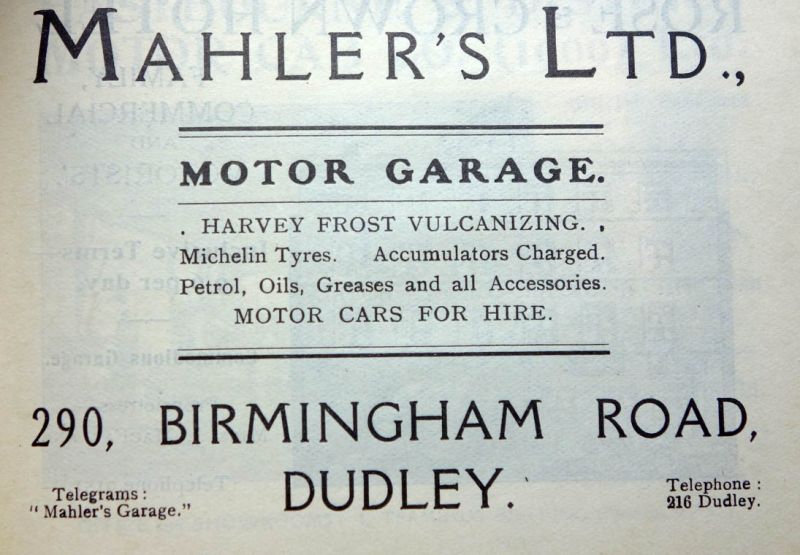 MAHLER'S LTD.,
MOTOR GARAGE.
. HARVEY FROST VULCANIZING. .
Michelin Tyres. Accumulators Charged.
Petrol, Oils, Greases and all Accessories.
MOTOR CARS FOR HIRE.
290, BIRMINGHAM ROAD,
DUDLEY.
Telegrams :
"Mahler's Garage."
Telephone :
216 Dudley.